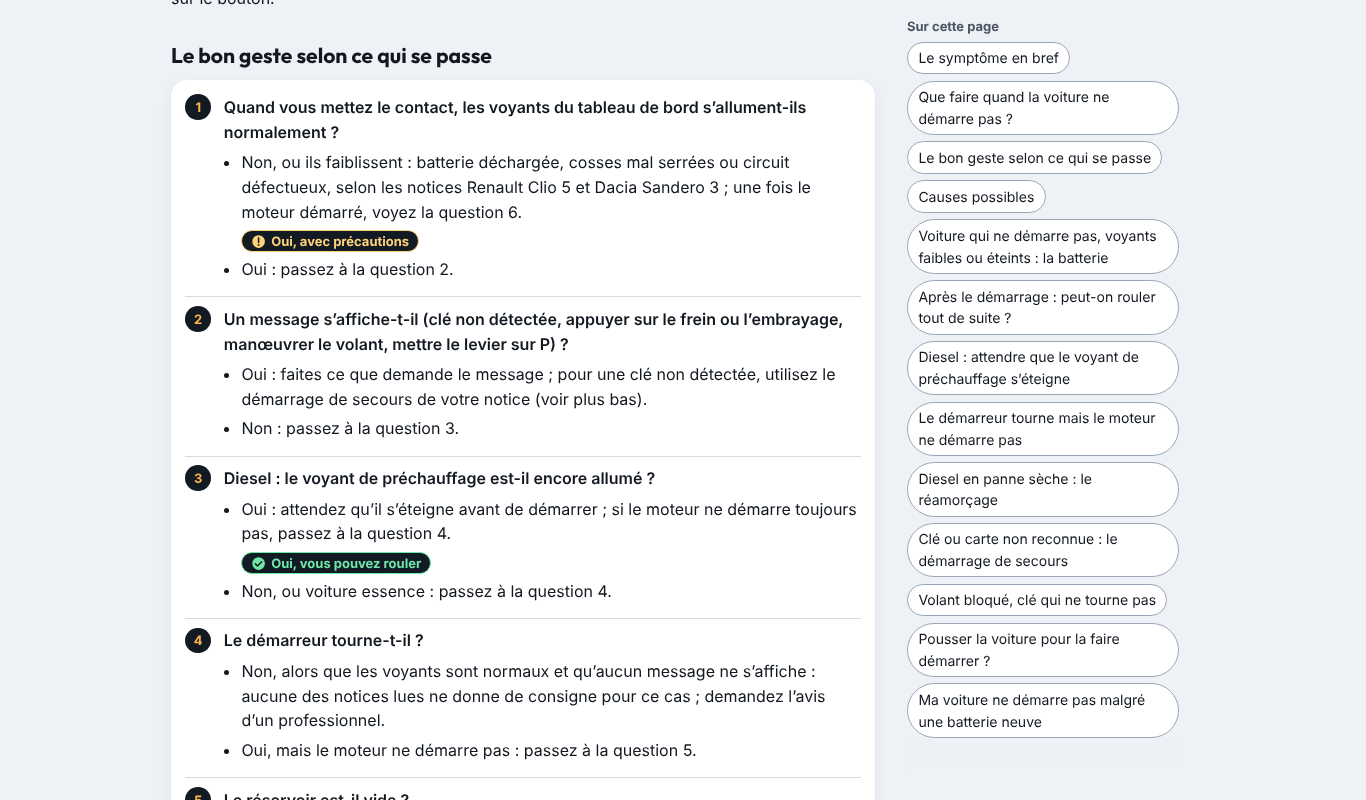 sur le bouton.
Le bon geste selon ce qui se passe
1
Quand vous mettez le contact, les voyants du tableau de bord s’allument-ils
normalement ?
• Non, ou ils faiblissent : batterie déchargée, cosses mal serrées ou circuit
défectueux, selon les notices Renault Clio 5 et Dacia Sandero 3 ; une fois le
moteur démarré, voyez la question 6.
Oui, avec précautions
• Oui : passez à la question 2.
2
Un message s’affiche-t-il (clé non détectée, appuyer sur le frein ou l’embrayage,
manœuvrer le volant, mettre le levier sur P) ?
• Oui : faites ce que demande le message ; pour une clé non détectée, utilisez le
démarrage de secours de votre notice (voir plus bas).
• Non : passez à la question 3.
3
Diesel : le voyant de préchauffage est-il encore allumé ?
• Oui : attendez qu’il s’éteigne avant de démarrer ; si le moteur ne démarre toujours
pas, passez à la question 4.
Oui, vous pouvez rouler
• Non, ou voiture essence : passez à la question 4.
4
Le démarreur tourne-t-il ?
• Non, alors que les voyants sont normaux et qu’aucun message ne s’affiche :
aucune des notices lues ne donne de consigne pour ce cas ; demandez l’avis
d’un professionnel.
• Oui, mais le moteur ne démarre pas : passez à la question 5.
5
Le réservoir est-il vide ?
Sur cette page
Le symptôme en bref
Que faire quand la voiture ne
démarre pas ?
Le bon geste selon ce qui se passe
Causes possibles
Voiture qui ne démarre pas, voyants
faibles ou éteints : la batterie
Après le démarrage : peut-on rouler
tout de suite ?
Diesel : attendre que le voyant de
préchauffage s’éteigne
Le démarreur tourne mais le moteur
ne démarre pas
Diesel en panne sèche : le
réamorçage
Clé ou carte non reconnue : le
démarrage de secours
Volant bloqué, clé qui ne tourne pas
Pousser la voiture pour la faire
démarrer ?
Ma voiture ne démarre pas malgré
une batterie neuve